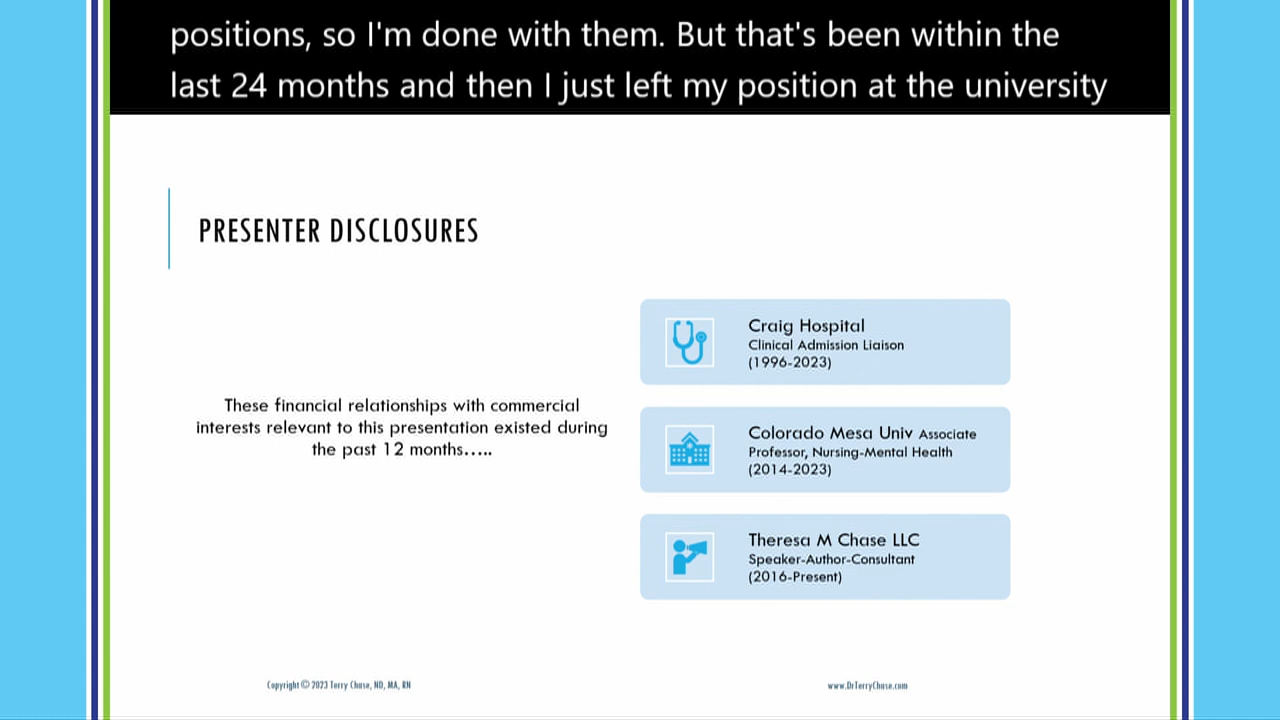 positions, so I'm done with them. But that's been within the
last 24 months and then I just left my position at the university
PRESENTER DISCLOSURES
These financial relationships with commercial
interests relevant to this presentation existed during
the past 12 months.....
Craig Hospital
Clinical Admission Liaison
(1996-2023)
Colorado Mesa Univ Associate
Professor, Nursing-Mental Health
(2014-2023)
Theresa M Chase LLC
Speaker-Author-Consultant
(2016-Present)
Copyright © 2023 Terry Chase, ND, MA, RN
www.DrTerryChase.com